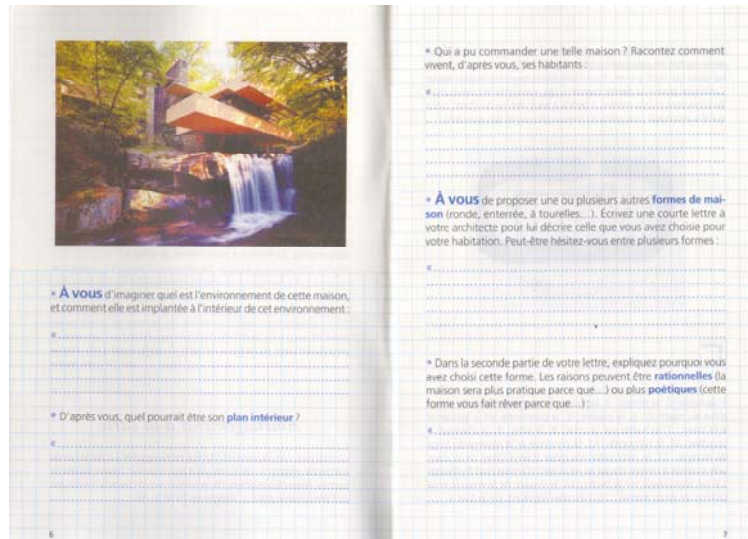 * À vous d'imaginer quel est l'environnement de cette maison,
et comment elle est implantée à l'intérieur de cet environnement :
«
* D'après vous, quel pourrait être son plan intérieur ?
«
6
* Qui a pu commander une telle maison ? Racontez comment
vivent, d'après vous, ses habitants :
«
* À vous de proposer une ou plusieurs autres formes de mai-
son (ronde, enterrée, à tourelles...). Écrivez une courte lettre à
votre architecte pour lui décrire celle que vous avez choisie pour
votre habitation. Peut-être hésitez-vous entre plusieurs formes :
«
* Dans la seconde partie de votre lettre, expliquez pourquoi vous
avez choisi cette forme. Les raisons peuvent être rationnelles (la
maison sera plus pratique parce que...) ou plus poétiques (cette
forme vous fait rêver parce que...) :
«
7